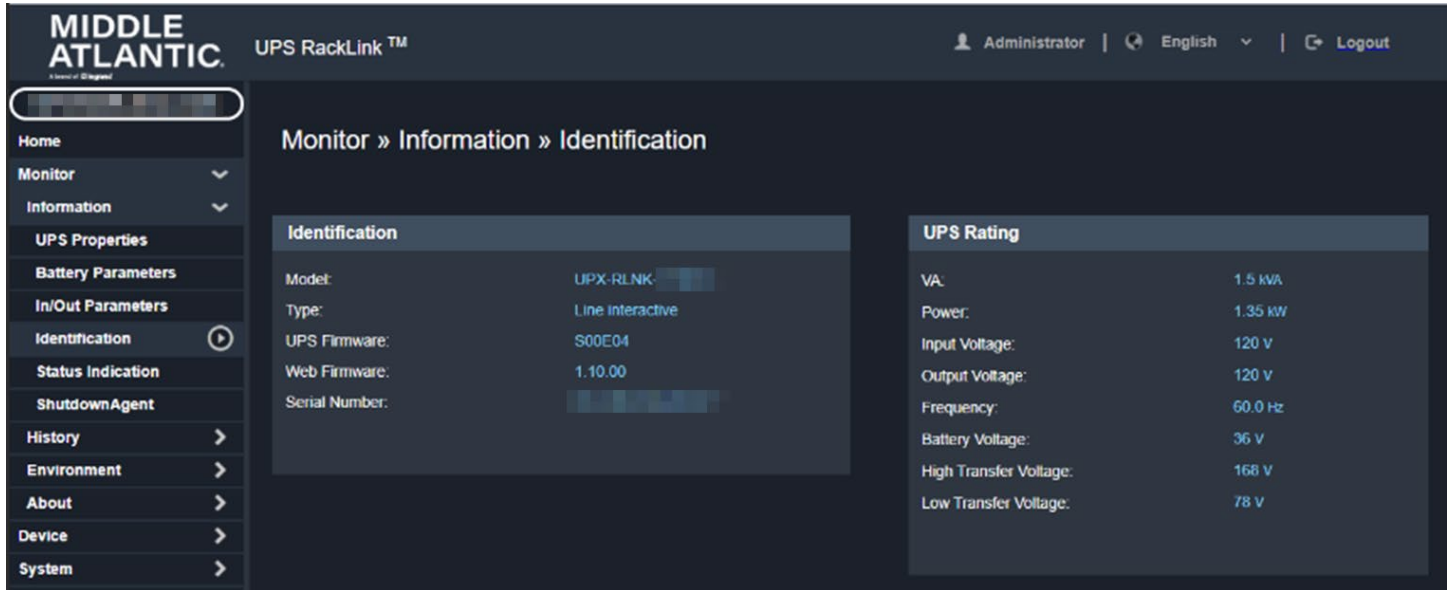 MIDDLE
ATLANTIC.
A brand of legrand
UPS RackLink TM
Administrator | English | Logout
Home
Monitor
Information
UPS Properties
Battery Parameters
In/Out Parameters
Identification
Status Indication
ShutdownAgent
History
Environment
About
Device
System
Monitor » Information » Identification
Identification
Model: UPX-RLNK-
Type: Line Interactive
UPS Firmware: S00E04
Web Firmware: 1.10.00
Serial Number:
UPS Rating
VA: 1.5 kVA
Power: 1.35 kW
Input Voltage: 120 V
Output Voltage: 120 V
Frequency: 60.0 Hz
Battery Voltage: 36 V
High Transfer Voltage: 168 V
Low Transfer Voltage: 78 V